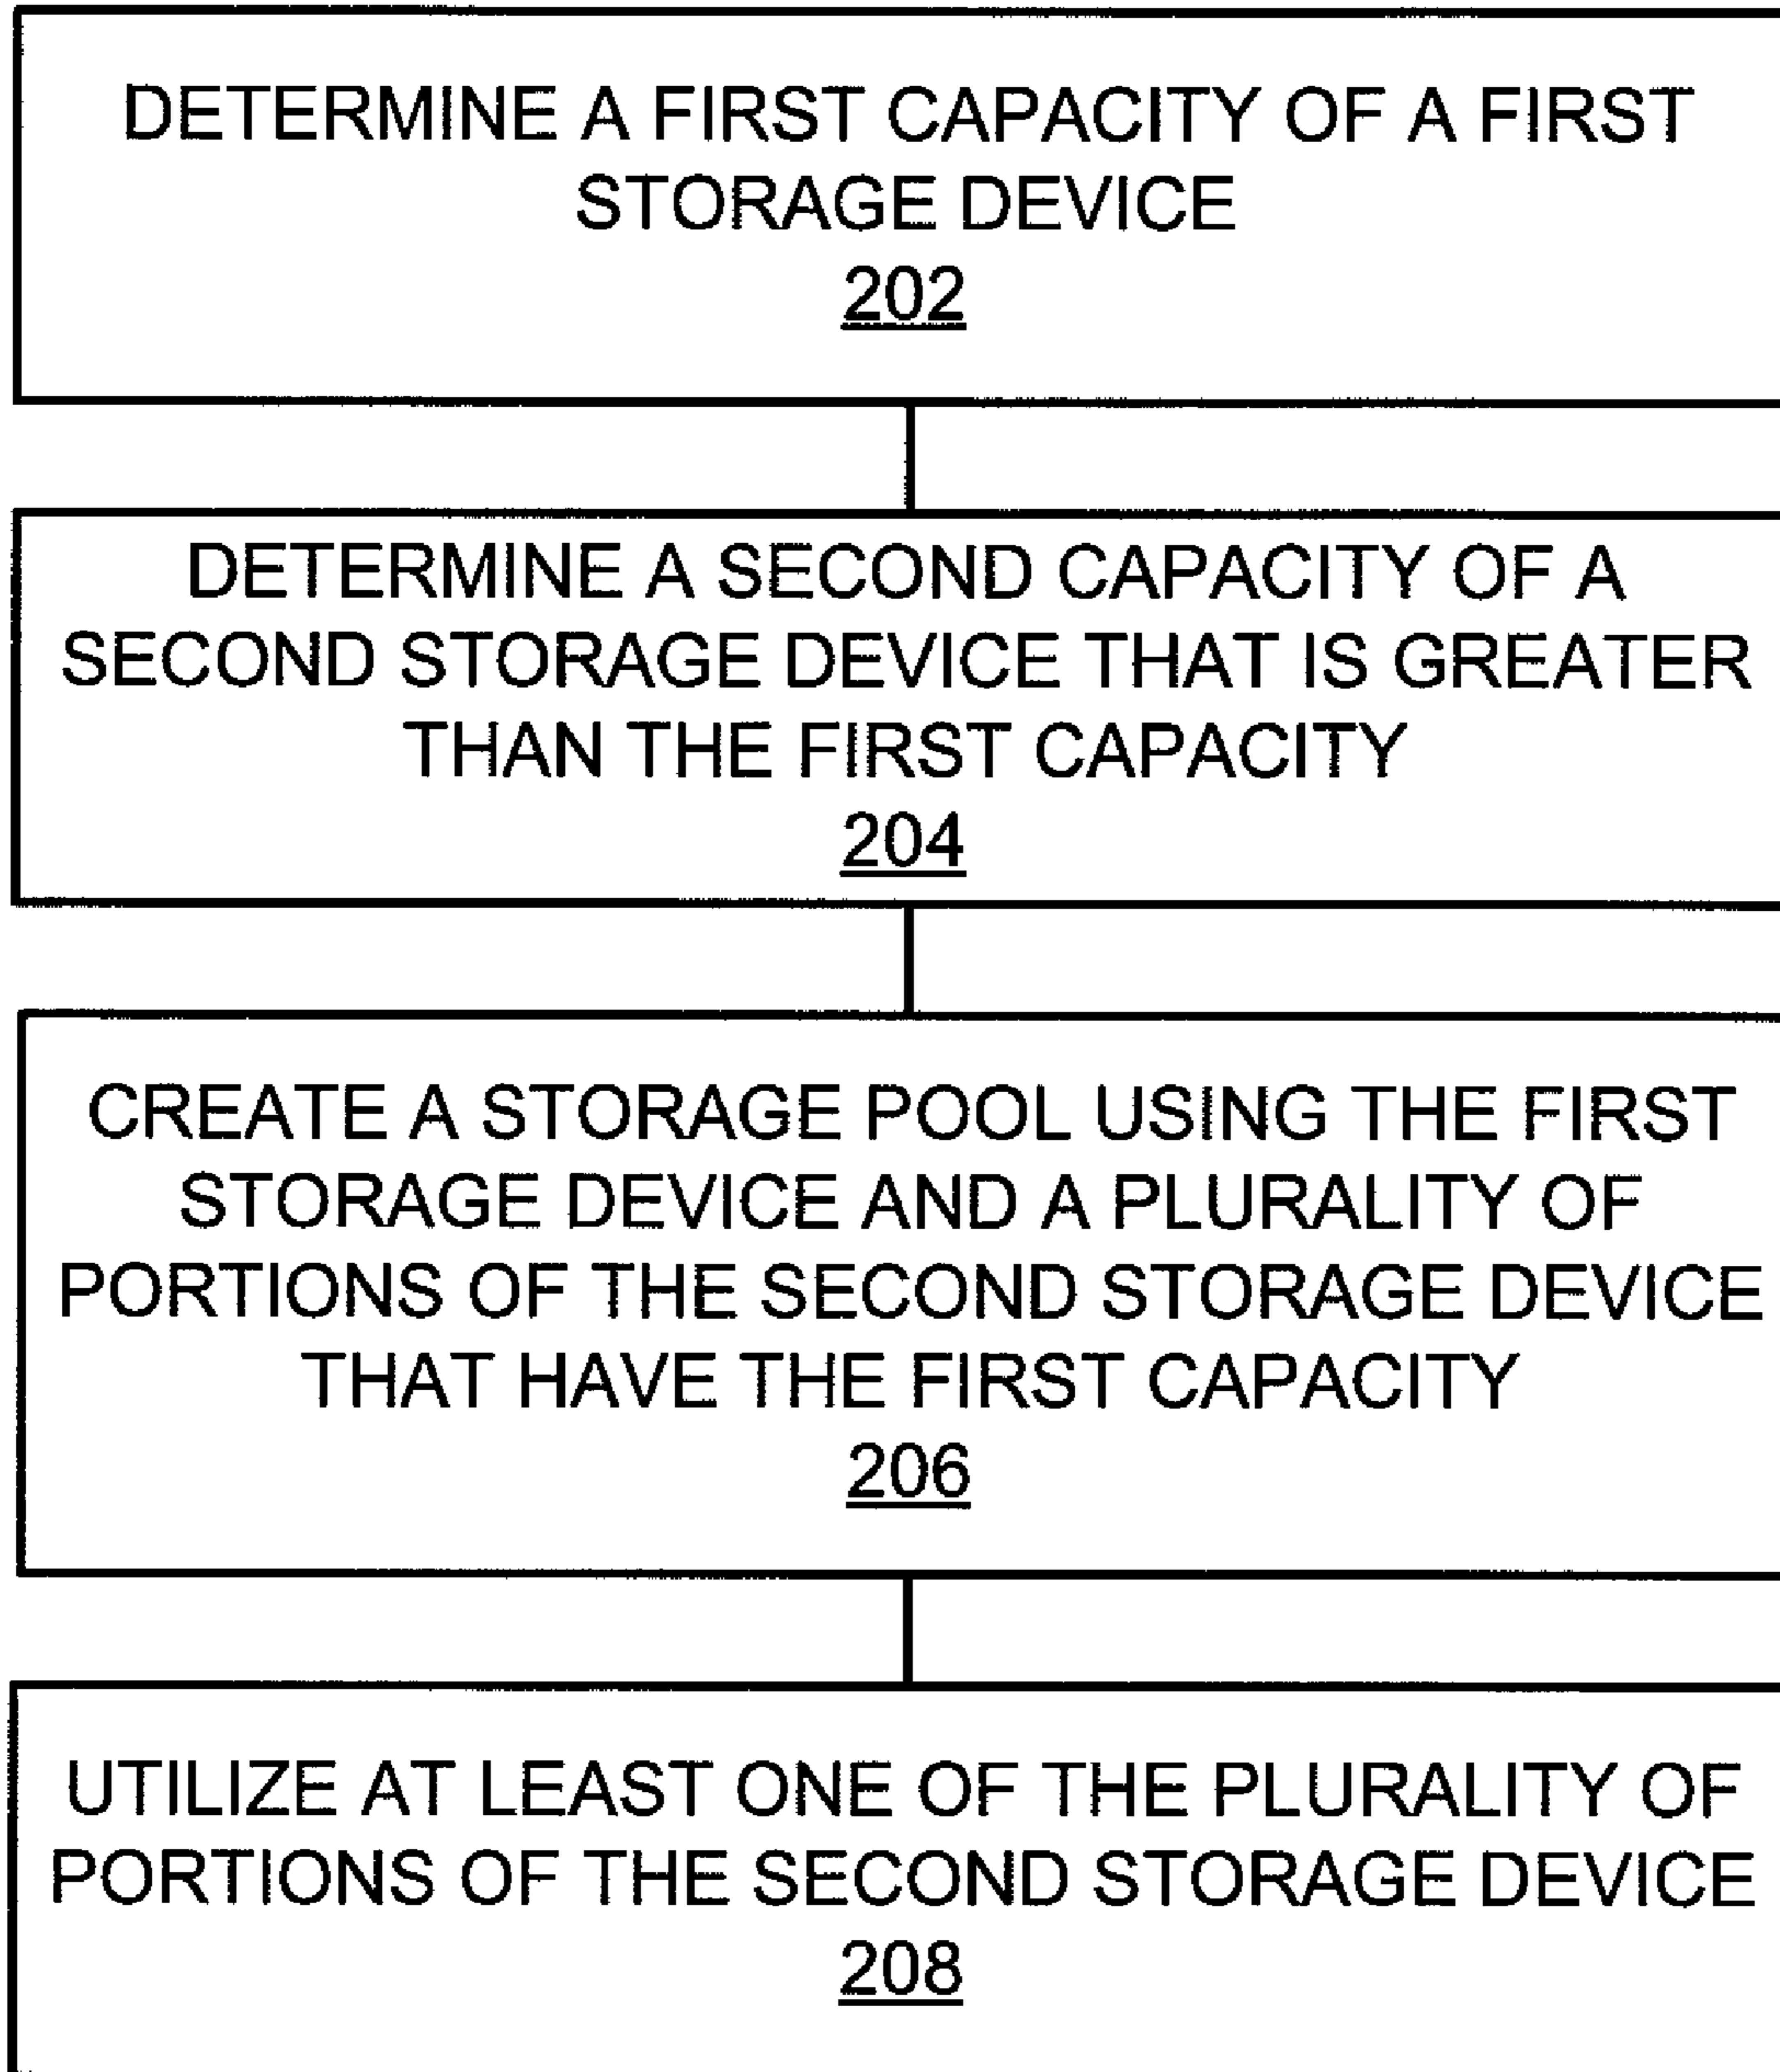 DETERMINE A FIRST CAPACITY OF A FIRST
STORAGE DEVICE
202
DETERMINE A SECOND CAPACITY OF A
SECOND STORAGE DEVICE THAT IS GREATER
THAN THE FIRST CAPACITY
204
CREATE A STORAGE POOL USING THE FIRST
STORAGE DEVICE AND A PLURALITY OF
PORTIONS OF THE SECOND STORAGE DEVICE
THAT HAVE THE FIRST CAPACITY
206
UTILIZE AT LEAST ONE OF THE PLURALITY OF
PORTIONS OF THE SECOND STORAGE DEVICE
208